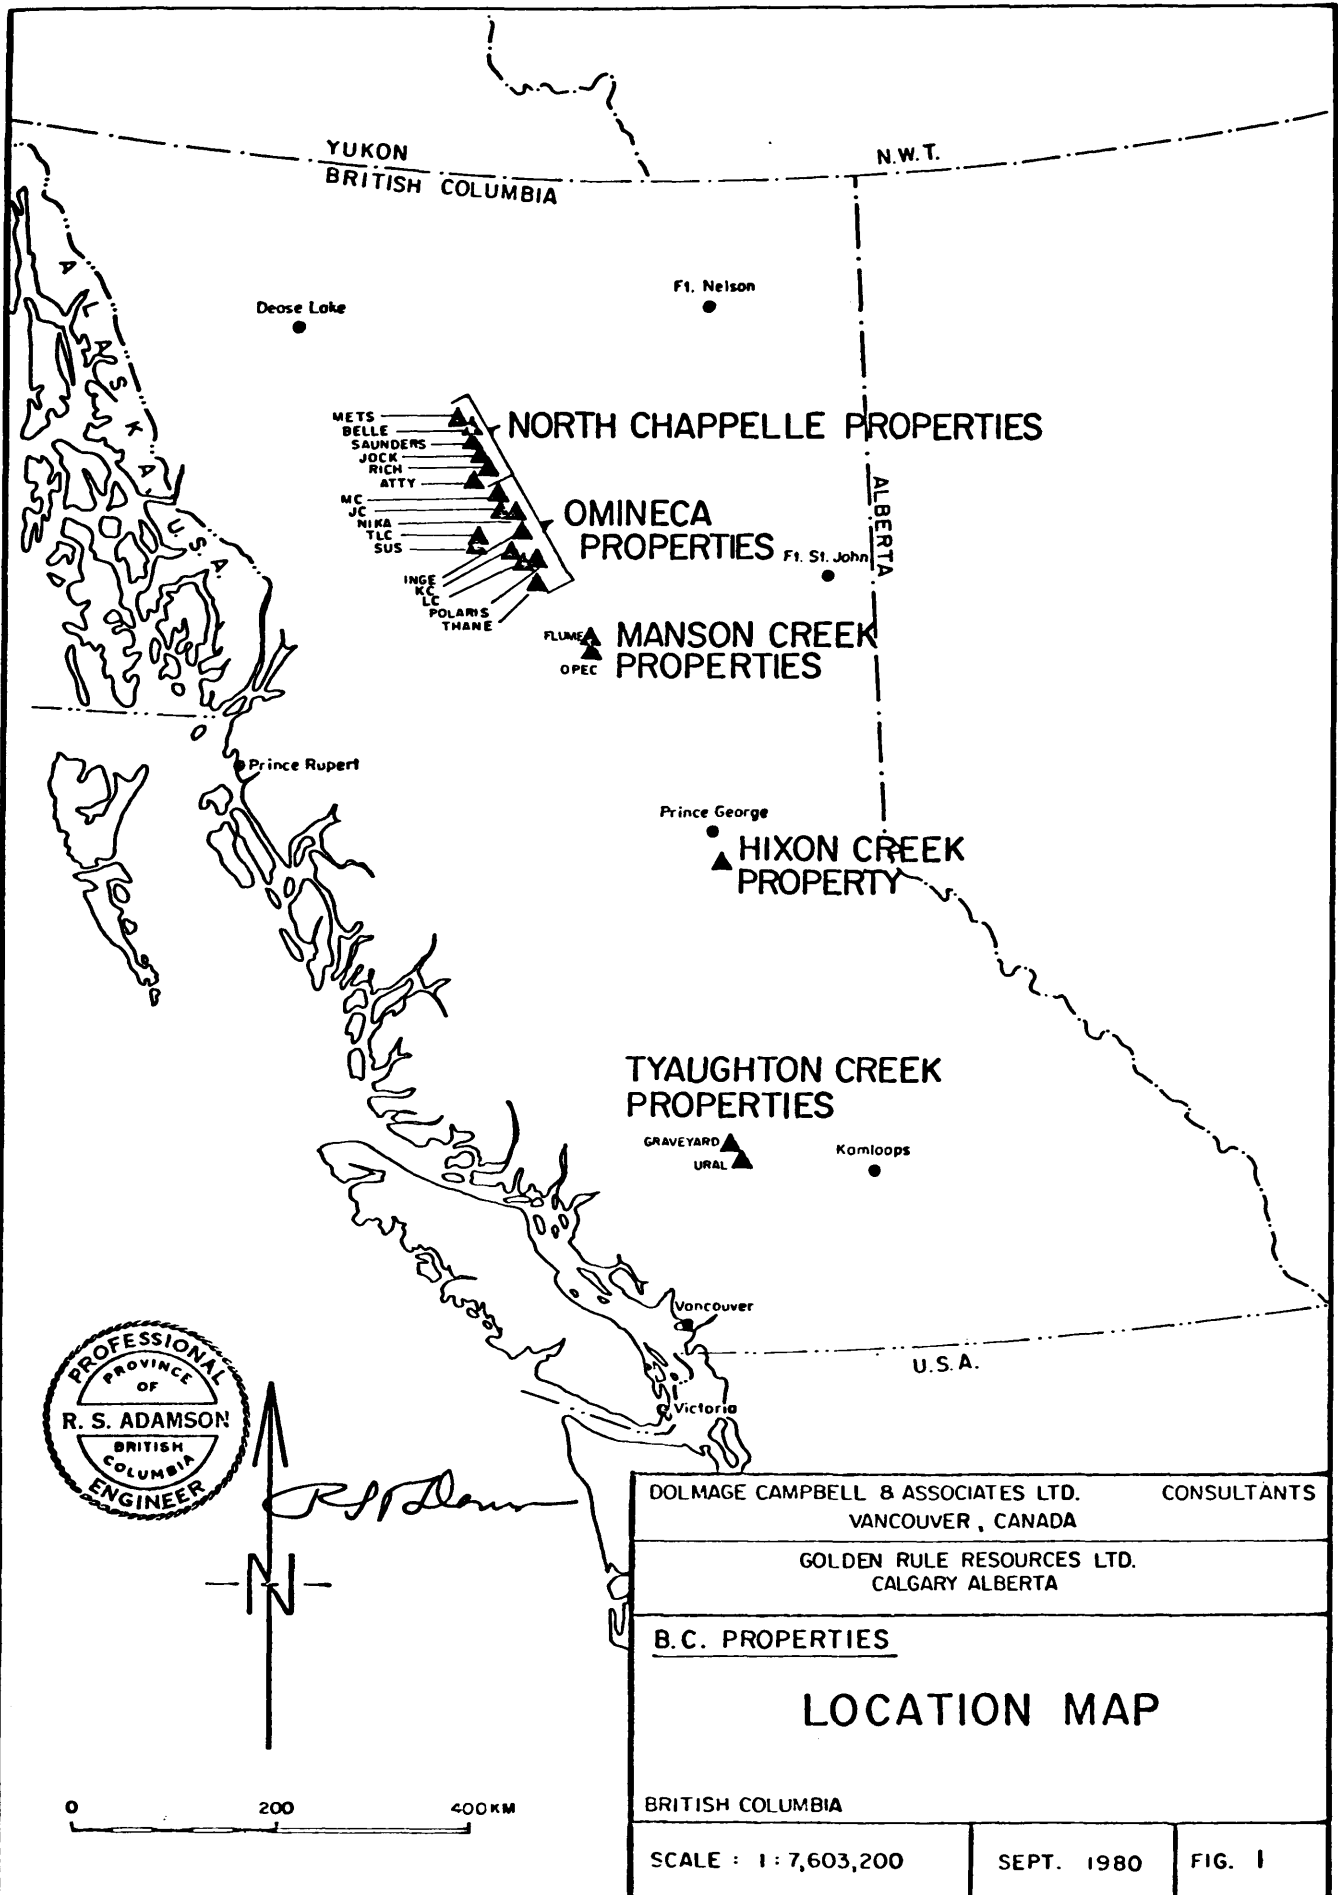 YUKON
BRITISH COLUMBIA
N.W.T.
ALASKA U.S.A.
Dease Lake
Ft. Nelson
METS
BELLE
SAUNDERS
JOCK
RICH
ATTY
NORTH CHAPPELLE PROPERTIES
MC
JC
NIKA
TLC
SUS
INGE
KC
LC
POLARIS
THANE
OMINECA
PROPERTIES
Ft. St. John
ALBERTA
FLUME
OPEC
MANSON CREEK
PROPERTIES
Prince Rupert
Prince George
HIXON CREEK
PROPERTY
TYAUGHTON CREEK
PROPERTIES
GRAVEYARD
URAL
Kamloops
Vancouver
U.S.A.
Victoria
PROFESSIONAL
PROVINCE
OF
R. S. ADAMSON
BRITISH
COLUMBIA
ENGINEER
N
0 200 400 KM
DOLMAGE CAMPBELL & ASSOCIATES LTD. CONSULTANTS
VANCOUVER, CANADA
GOLDEN RULE RESOURCES LTD.
CALGARY ALBERTA
B.C. PROPERTIES
LOCATION MAP
BRITISH COLUMBIA
SCALE : 1 : 7,603,200
SEPT. 1980
FIG. 1